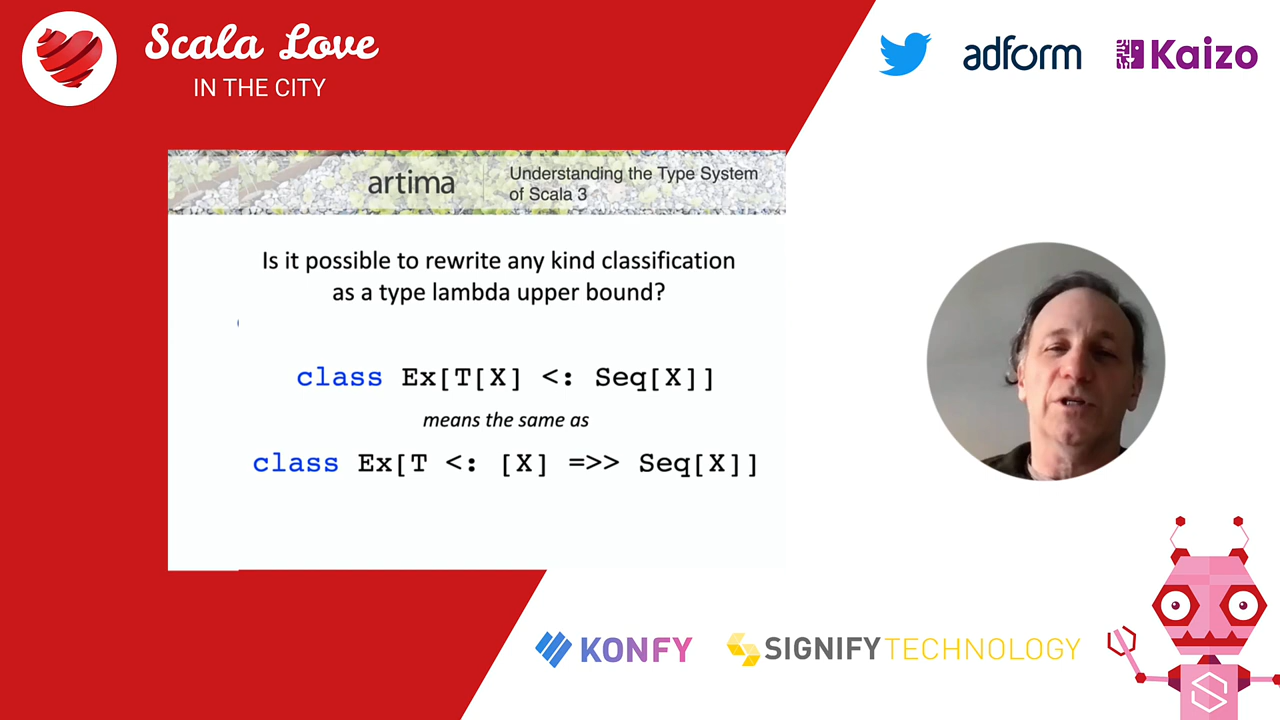 Scala Love
IN THE CITY
adform
Kaizo
artima
Understanding the Type System
of Scala 3
Is it possible to rewrite any kind classification
as a type lambda upper bound?
class Ex[T[X] <: Seq[X]]
means the same as
class Ex[T <: [X] =>> Seq[X]]
KONFY
SIGNIFYTECHNOLOGY